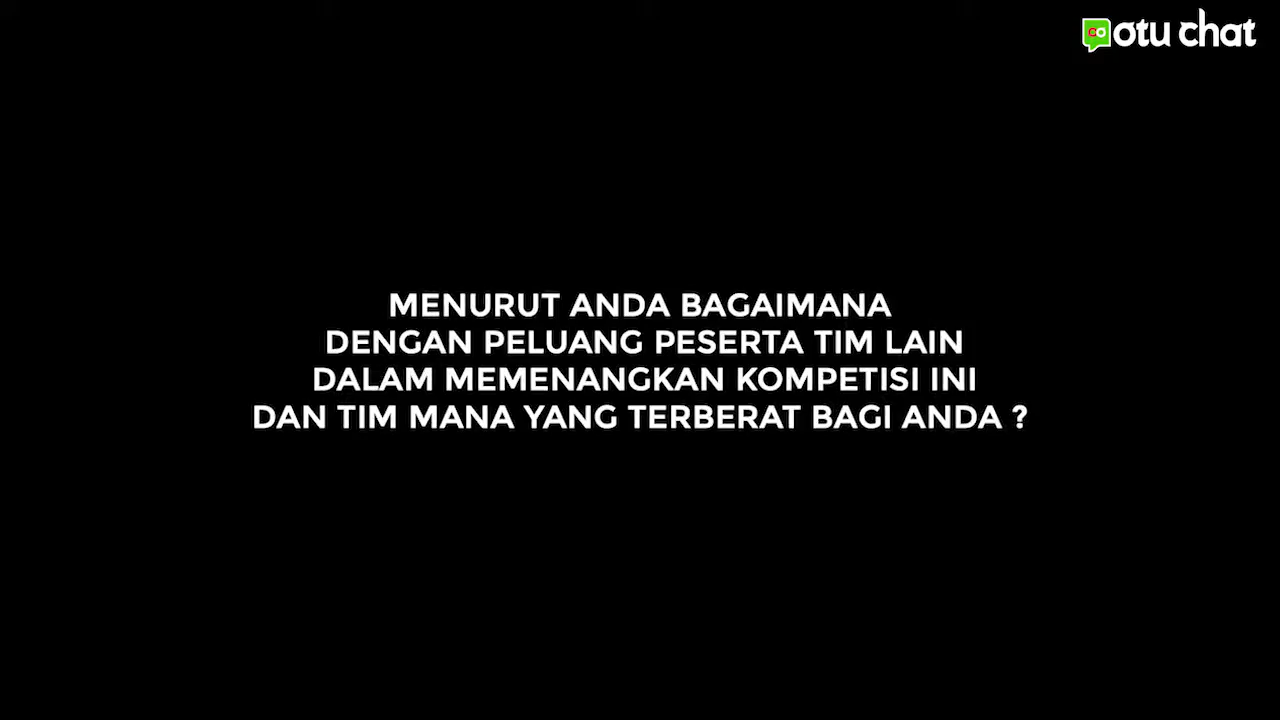 co otu chat
MENURUT ANDA BAGAIMANA
DENGAN PELUANG PESERTA TIM LAIN
DALAM MEMENANGKAN KOMPETISI INI
DAN TIM MANA YANG TERBERAT BAGI ANDA ?